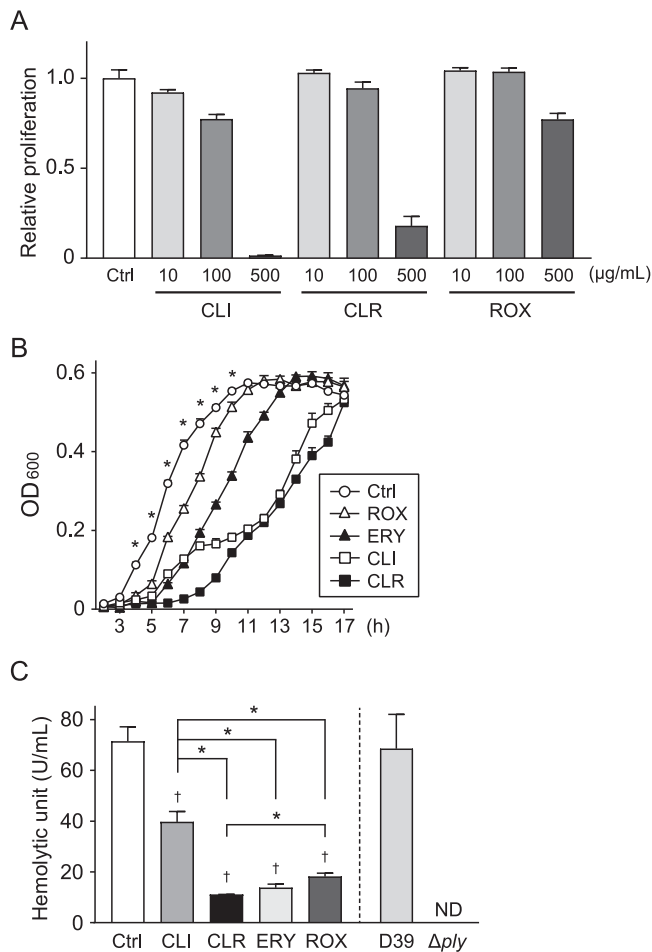 A
Relative proliferation
1.0
0.5
0
Ctrl 10 100 500 10 100 500 10 100 500 (μg/mL)
CLI CLR ROX
B
OD600
0.6
0.4
0.2
0
* * * * * * *
Ctrl
ROX
ERY
CLI
CLR
3 5 7 9 11 13 15 17 (h)
C
Hemolytic unit (U/mL)
80
60
40
20
0
*
* *
*
† † † † 
ND
Ctrl CLI CLR ERY ROX D39 Δply